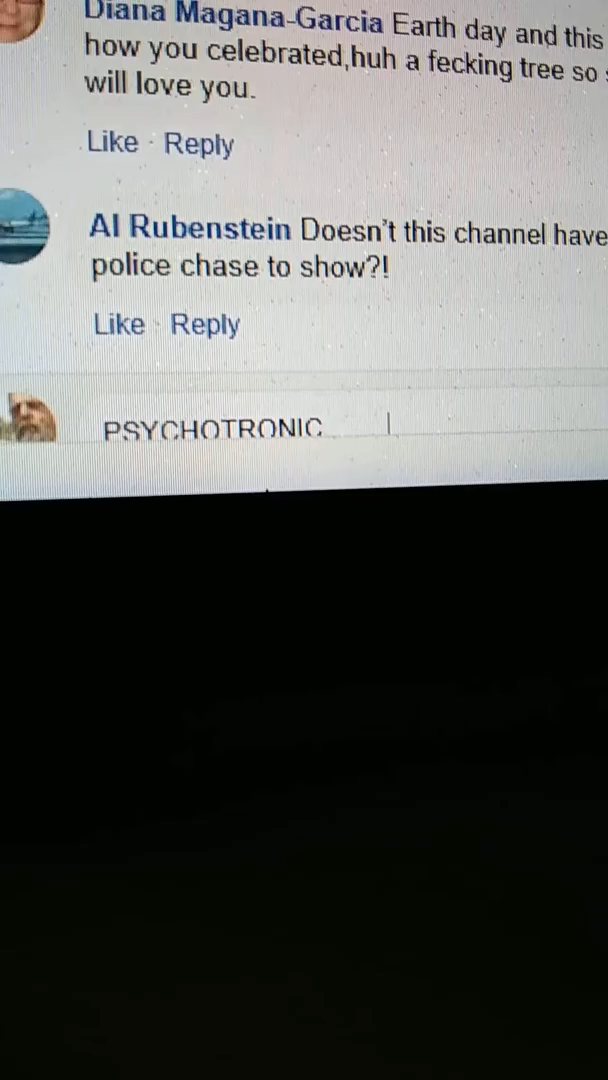 Diana Magana-Garcia Earth day and this
how you celebrated,huh a fecking tree so
will love you.
Like · Reply
Al Rubenstein Doesn't this channel have
police chase to show?!
Like · Reply
PSYCHOTRONIC